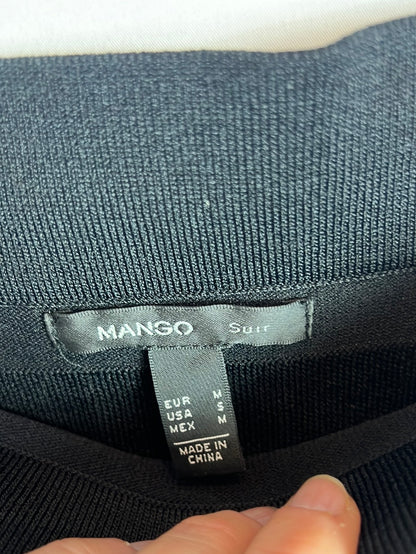 MANGO Suit
EUR M
USA S
MEX M
MADE IN
CHINA